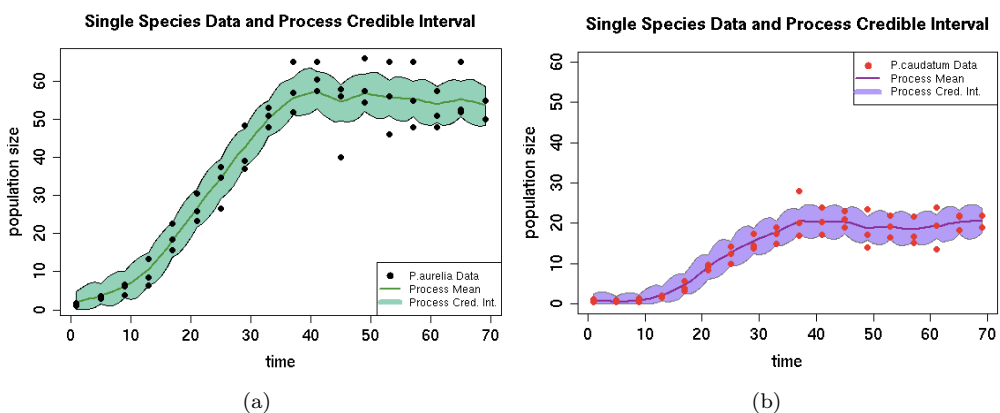 Single Species Data and Process Credible Interval
population size
60
50
40
30
20
10
0
P.aurelia Data
Process Mean
Process Cred. Int.
0 10 20 30 40 50 60 70
time
(a)
Single Species Data and Process Credible Interval
population size
60
50
40
30
20
10
0
P.caudatum Data
Process Mean
Process Cred. Int.
0 10 20 30 40 50 60 70
time
(b)